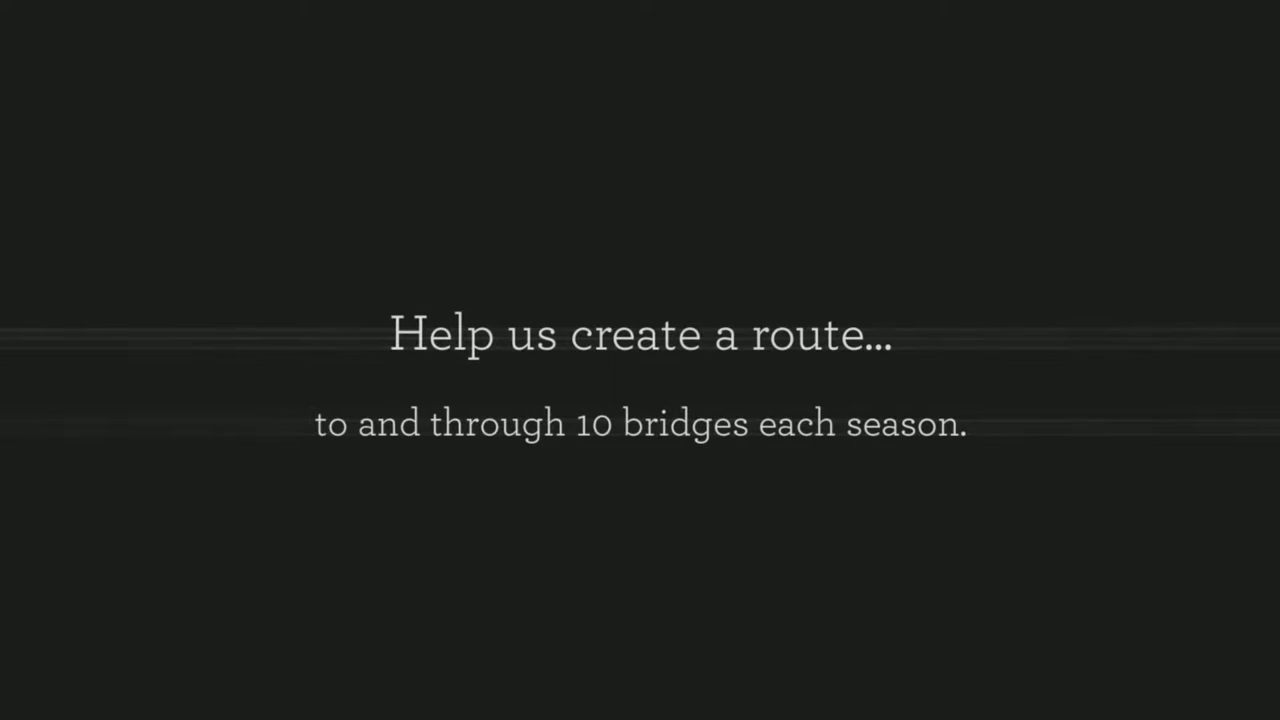 Help us create a route...
to and through 10 bridges each season.